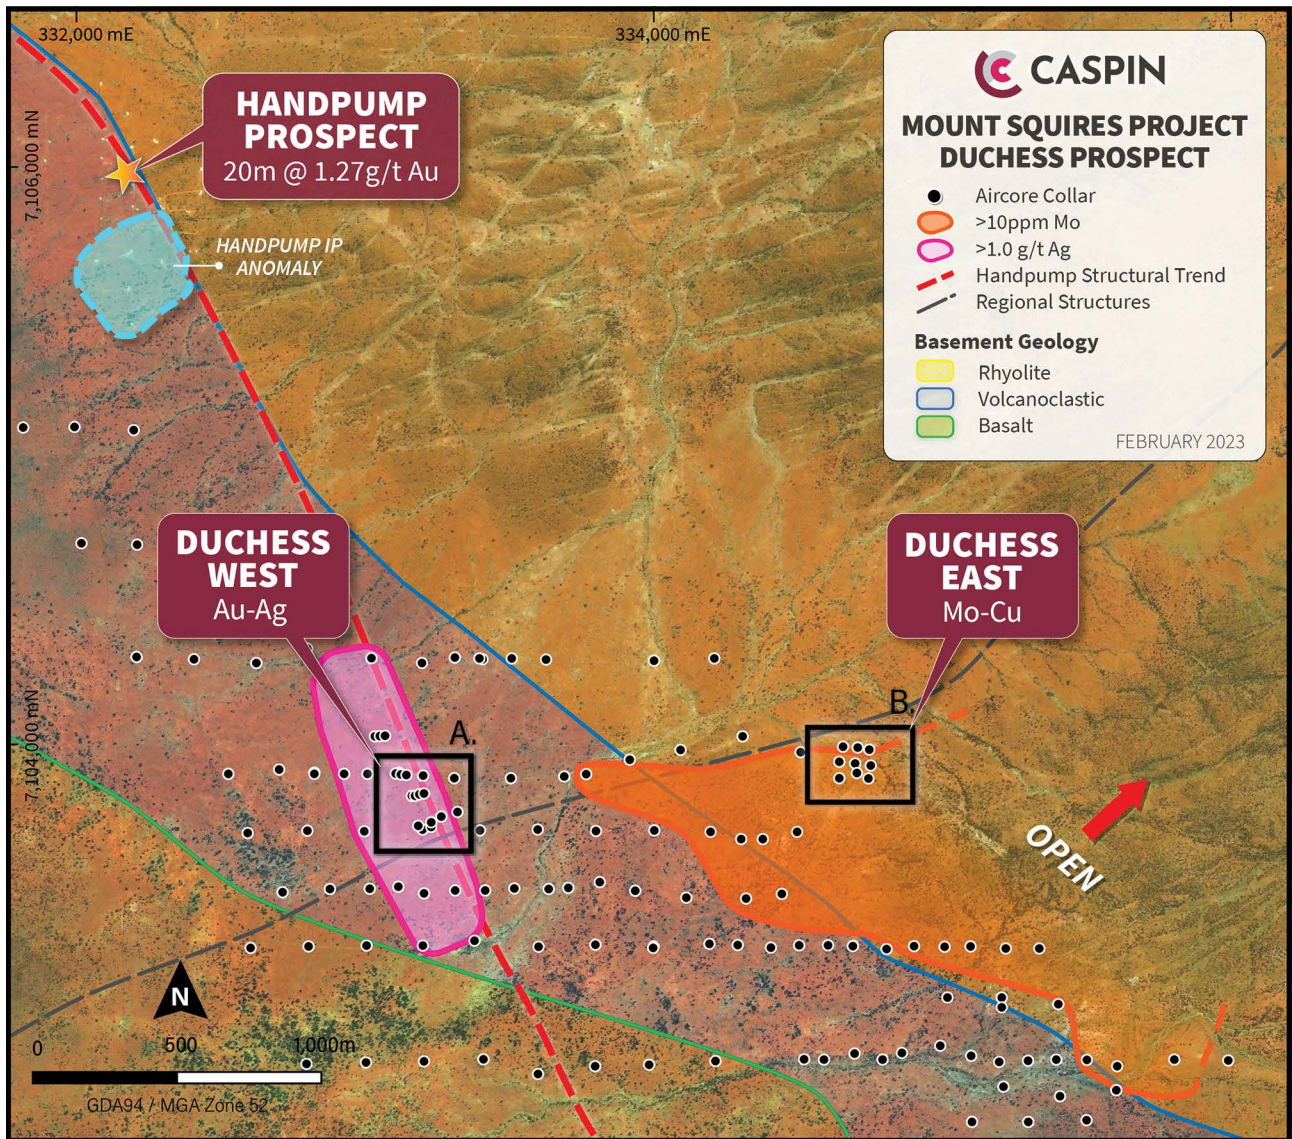 332,000 mE
334,000 mE
7,106,000 mN
7,104,000 mN
HANDPUMP
PROSPECT
20m @ 1.27g/t Au
HANDPUMP IP
ANOMALY
DUCHESS
WEST
Au-Ag
DUCHESS
EAST
Mo-Cu
A.
B.
OPEN
N
0
500
1,000m
GDA94 / MGA Zone 52
CASPIN
MOUNT SQUIRES PROJECT
DUCHESS PROSPECT
Aircore Collar
>10ppm Mo
>1.0 g/t Ag
Handpump Structural Trend
Regional Structures
Basement Geology
Rhyolite
Volcanoclastic
Basalt
FEBRUARY 2023